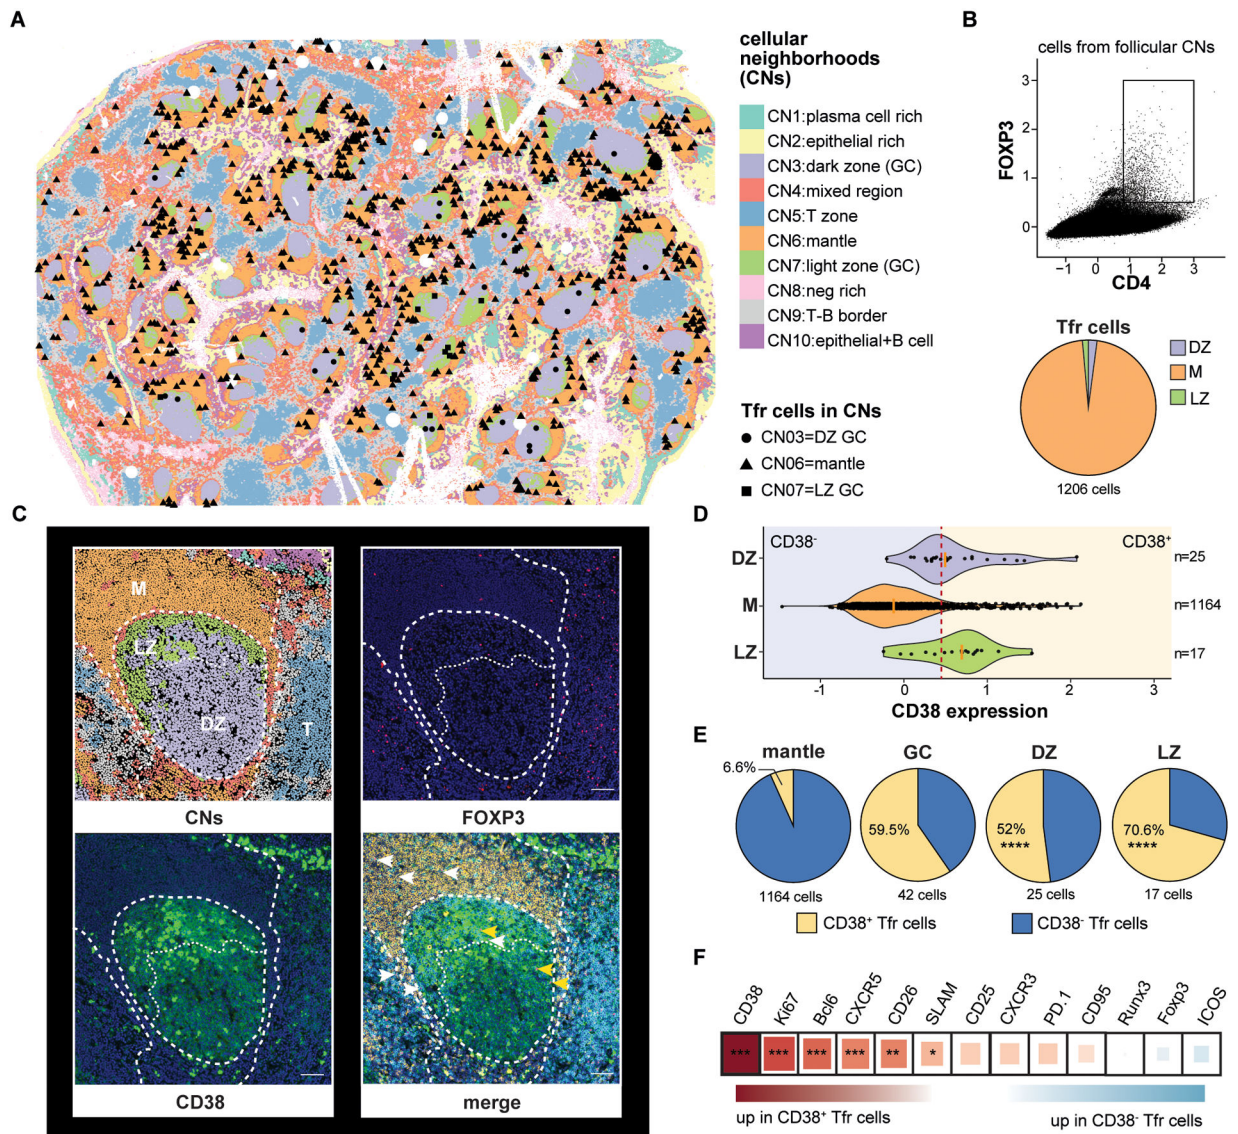 A
cellular
neighborhoods
(CNs)
CN1:plasma cell rich
CN2:epithelial rich
CN3:dark zone (GC)
CN4:mixed region
CN5:T zone
CN6:mantle
CN7:light zone (GC)
CN8:neg rich
CN9:T-B border
CN10:epithelial+B cell
Tfr cells in CNs
CN03=DZ GC
CN06=mantle
CN07=LZ GC
B
cells from follicular CNs
FOXP3
3
2
1
0
−1 0 1 2 3
CD4
Tfr cells
DZ
M
LZ
1206 cells
C
M
LZ
DZ
T
CNs
FOXP3
CD38
merge
D
CD38-
CD38+
DZ
n=25
M
n=1164
LZ
n=17
-1 0 1 2 3
CD38 expression
E
mantle
GC
DZ
LZ
6.6%
59.5%
52%
****
70.6%
****
1164 cells
42 cells
25 cells
17 cells
CD38+ Tfr cells
CD38- Tfr cells
F
CD38
Ki67
Bcl6
CXCR5
CD26
SLAM
CD25
CXCR3
PD.1
CD95
Runx3
Foxp3
ICOS
*** *** *** *** ** *
up in CD38+ Tfr cells
up in CD38- Tfr cells